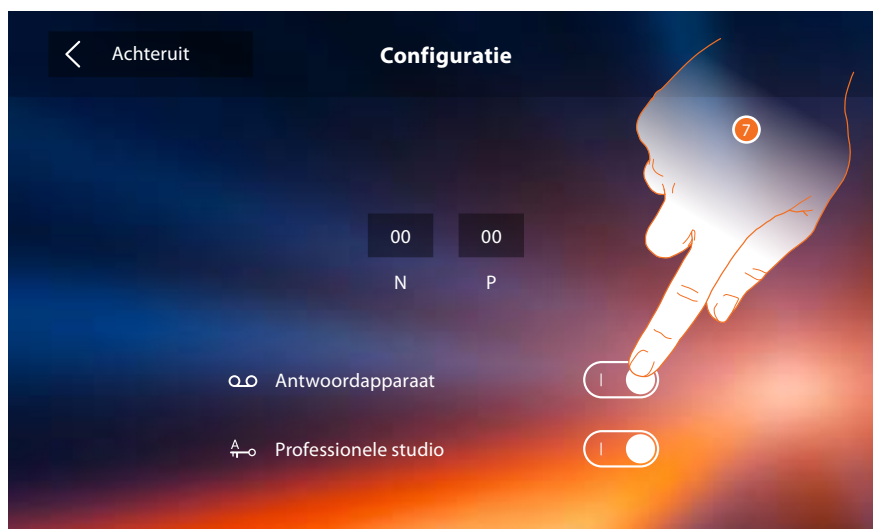 Achteruit
Configuratie
7
00 00
N P
Antwoordapparaat
A Professionele studio